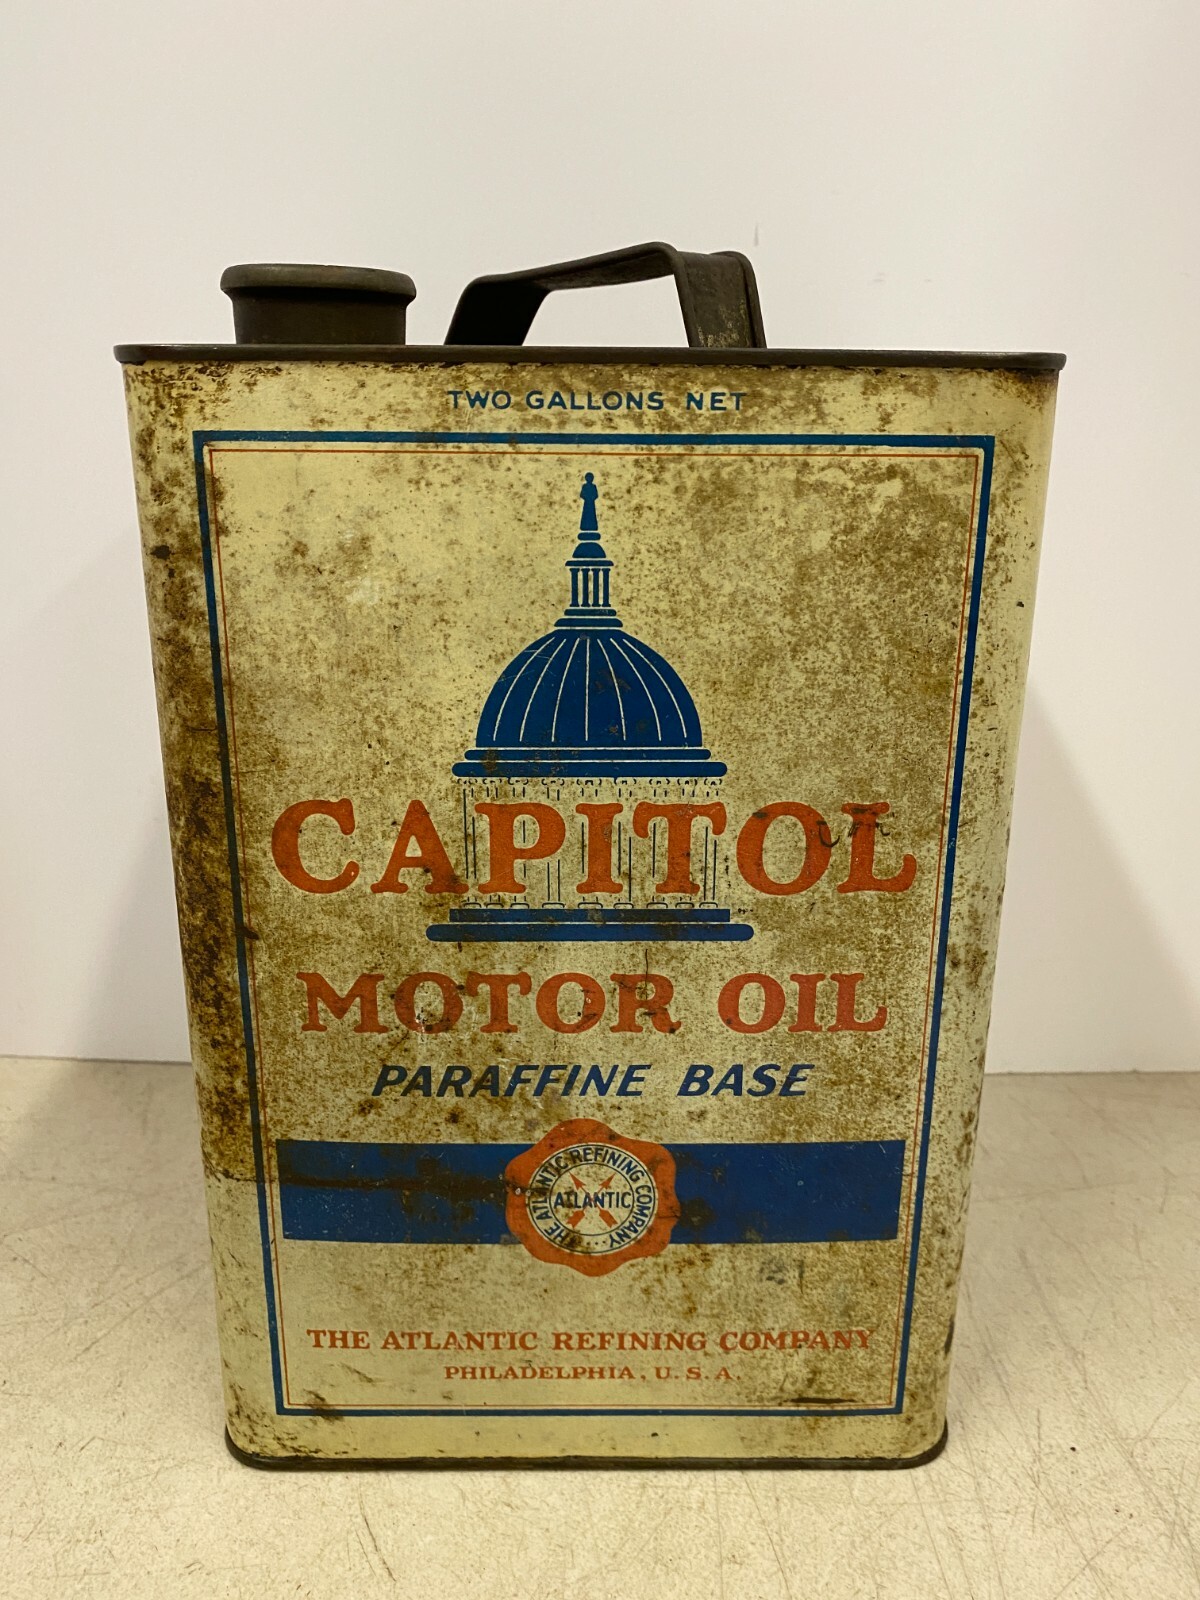 TWO GALLONS NET
CAPITOL
MOTOR OIL
PARAFFINE BASE
THE ATLANTIC REFINING COMPANY
ATLANTIC
THE ATLANTIC REFINING COMPANY
PHILADELPHIA, U.S.A.